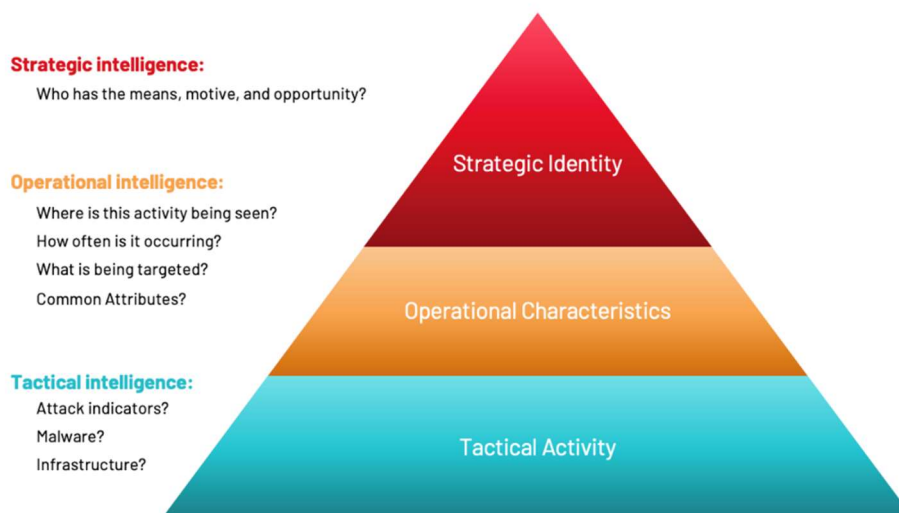 Strategic intelligence:
Who has the means, motive, and opportunity?
Strategic Identity
Operational intelligence:
Where is this activity being seen?
How often is it occurring?
What is being targeted?
Common Attributes?
Operational Characteristics
Tactical intelligence:
Attack indicators?
Malware?
Infrastructure?
Tactical Activity